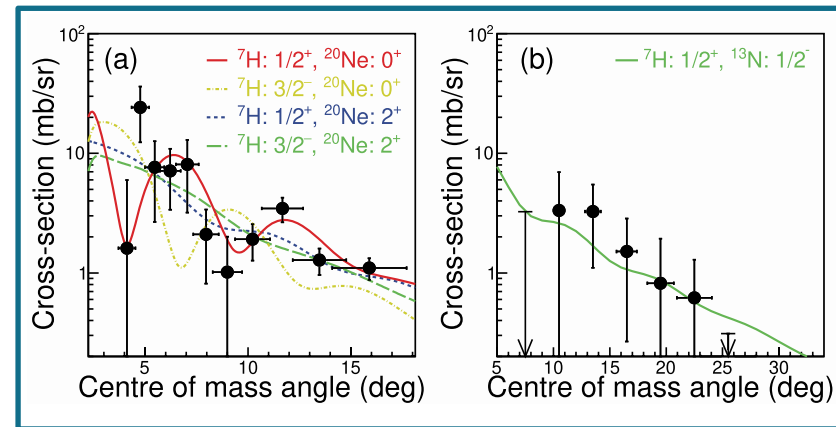 (a)
⁷H: 1/2⁺, ²⁰Ne: 0⁺
⁷H: 3/2⁻, ²⁰Ne: 0⁺
⁷H: 1/2⁺, ²⁰Ne: 2⁺
⁷H: 3/2⁻, ²⁰Ne: 2⁺
10²
10
1
Cross-section (mb/sr)
5 10 15
Centre of mass angle (deg)
(b)
⁷H: 1/2⁺, ¹³N: 1/2⁻
10²
10
1
Cross-section (mb/sr)
5 10 15 20 25 30
Centre of mass angle (deg)